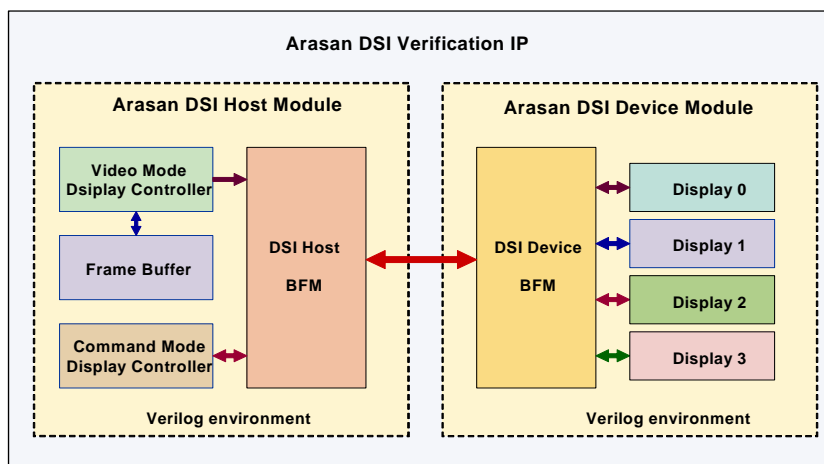 Arasan DSI Verification IP
Arasan DSI Host Module
Video Mode
Dsiplay Controller
Frame Buffer
Command Mode
Display Controller
DSI Host
BFM
Verilog environment
Arasan DSI Device Module
DSI Device
BFM
Display 0
Display 1
Display 2
Display 3
Verilog environment